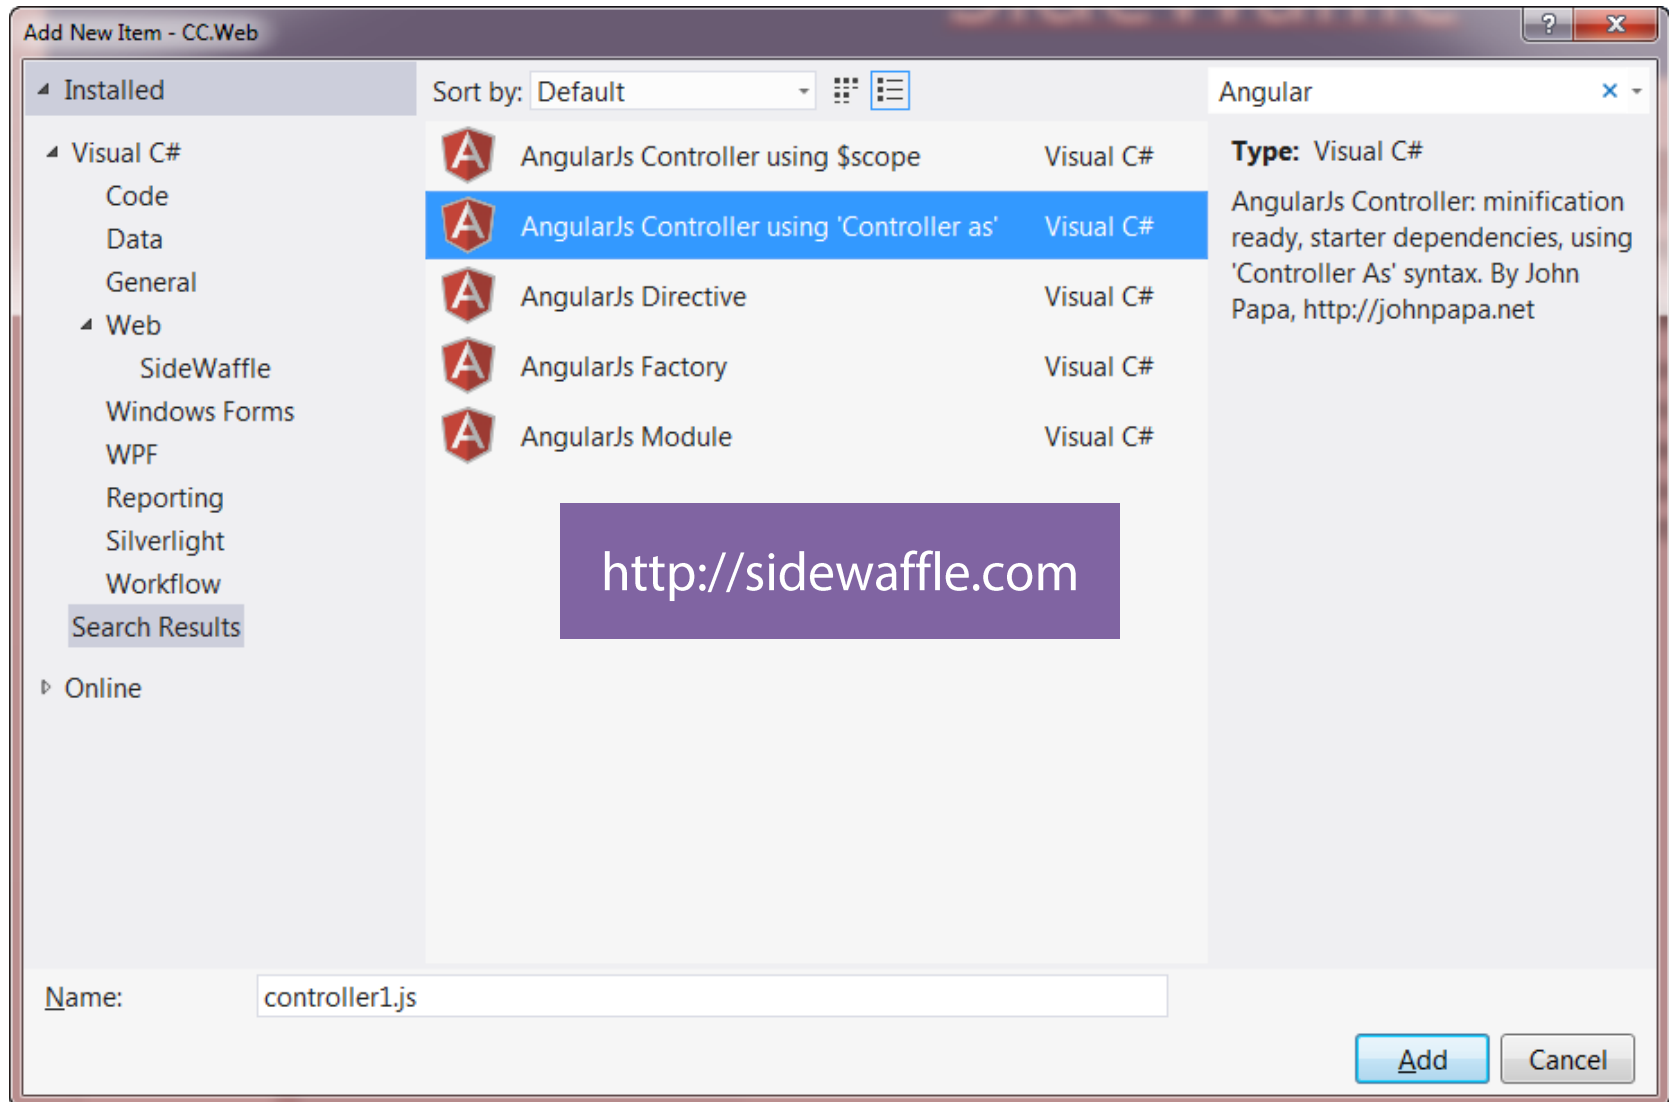 Add New Item - CC.Web
?
Installed
Sort by: Default
Angular
Visual C#
Code
Data
General
Web
SideWaffle
Windows Forms
WPF
Reporting
Silverlight
Workflow
Search Results
Online
AngularJs Controller using $scope Visual C#
AngularJs Controller using 'Controller as' Visual C#
AngularJs Directive Visual C#
AngularJs Factory Visual C#
AngularJs Module Visual C#
http://sidewaffle.com
Type: Visual C#
AngularJs Controller: minification
ready, starter dependencies, using
'Controller As' syntax. By John
Papa, http://johnpapa.net
Name: controller1.js
Add Cancel